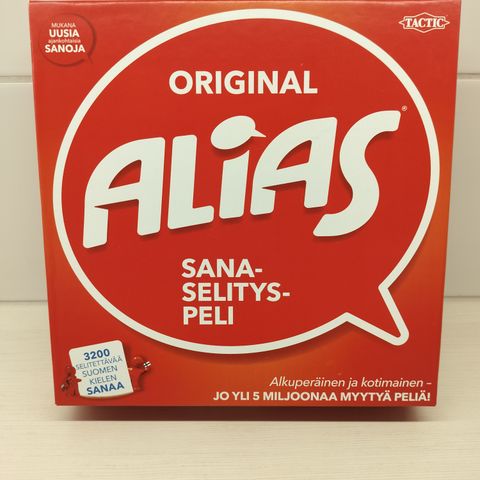 MUKANA
UUSIA
ajankohtaisia
SANOJA
TACTIC
ORIGINAL
ALiAS®
SANA-
SELITYS-
PELI
3200
SELITETTÄVÄÄ
SUOMEN
KIELEN
SANAA
Alkuperäinen ja kotimainen –
JO YLI 5 MILJOONAA MYYTYÄ PELIÄ!